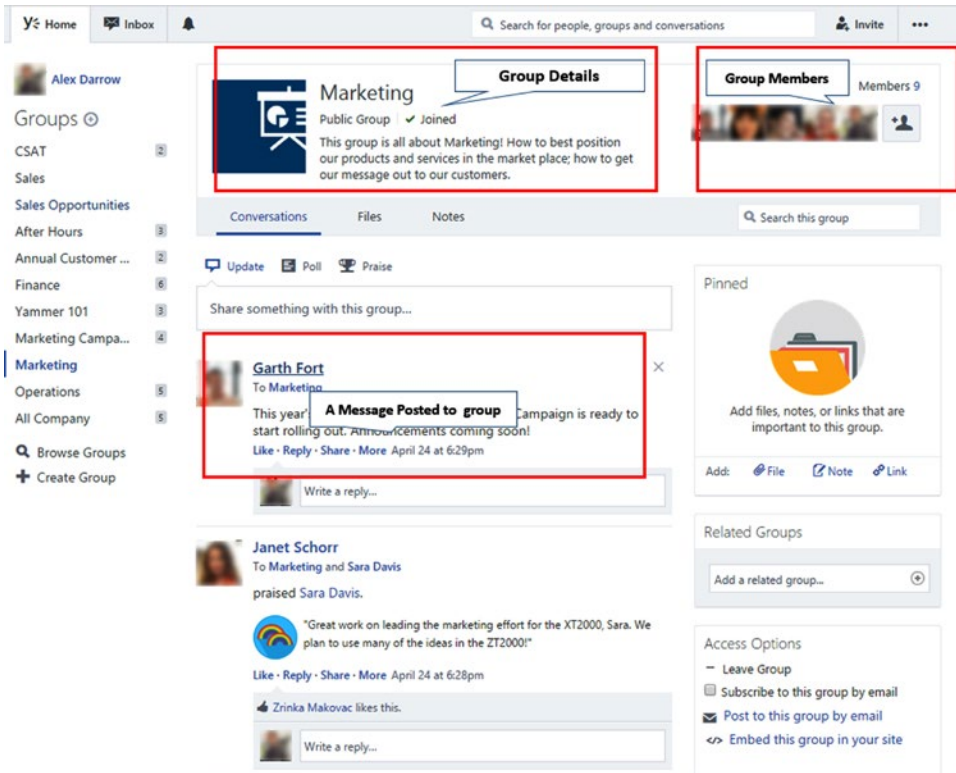 Home
Inbox
Search for people, groups and conversations
Invite
Alex Darrow
Groups
CSAT 2
Sales
Sales Opportunities
After Hours 3
Annual Customer ... 2
Finance 6
Yammer 101 3
Marketing Campa... 4
Marketing
Operations 5
All Company 5
Browse Groups
Create Group
Marketing
Public Group
Joined
This group is all about Marketing! How to best position
our products and services in the market place; how to get
our message out to our customers.
Group Details
Group Members
Members 9
Conversations
Files
Notes
Search this group
Update
Poll
Praise
Share something with this group...
Garth Fort
To Marketing
A Message Posted to group
This year's Campaign is ready to
start rolling out. Announcements coming soon!
Like · Reply · Share · More April 24 at 6:29pm
Write a reply...
Janet Schorr
To Marketing and Sara Davis
praised Sara Davis.
"Great work on leading the marketing effort for the XT2000, Sara. We
plan to use many of the ideas in the ZT2000!"
Like · Reply · Share · More April 24 at 6:28pm
Zrinka Makovac likes this.
Write a reply...
Pinned
Add files, notes, or links that are
important to this group.
Add: File Note Link
Related Groups
Add a related group...
Access Options
Leave Group
Subscribe to this group by email
Post to this group by email
Embed this group in your site